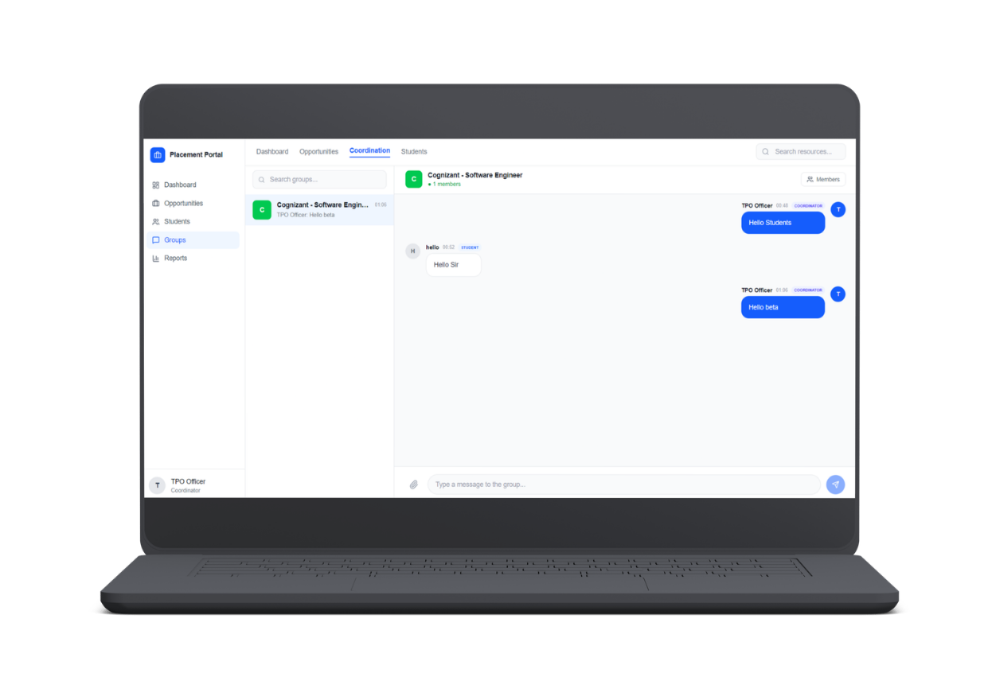 Placement Portal
Dashboard
Opportunities
Students
Groups
Reports
T
TPO Officer
Coordinator
Dashboard Opportunities Coordination Students
Search resources...
Search groups...
C
Cognizant - Software Engin... 01:06
TPO Officer: Hello beta
C
Cognizant - Software Engineer
1 members
Members
TPO Officer 00:48 COORDINATOR
T
Hello Students
H
hello 00:52 STUDENT
Hello Sir
TPO Officer 01:06 COORDINATOR
T
Hello beta
Type a message to the group...